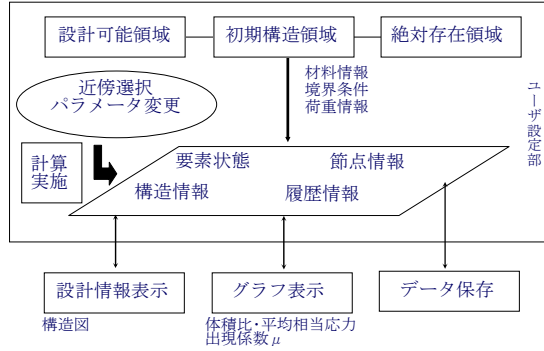 設計可能領域
初期構造領域
絶対存在領域
材料情報
境界条件
荷重情報
近傍選択
パラメータ変更
ユーザ設定部
計算
実施
要素状態
節点情報
構造情報
履歴情報
設計情報表示
グラフ表示
データ保存
構造図
体積比・平均相当応力
出現係数μ